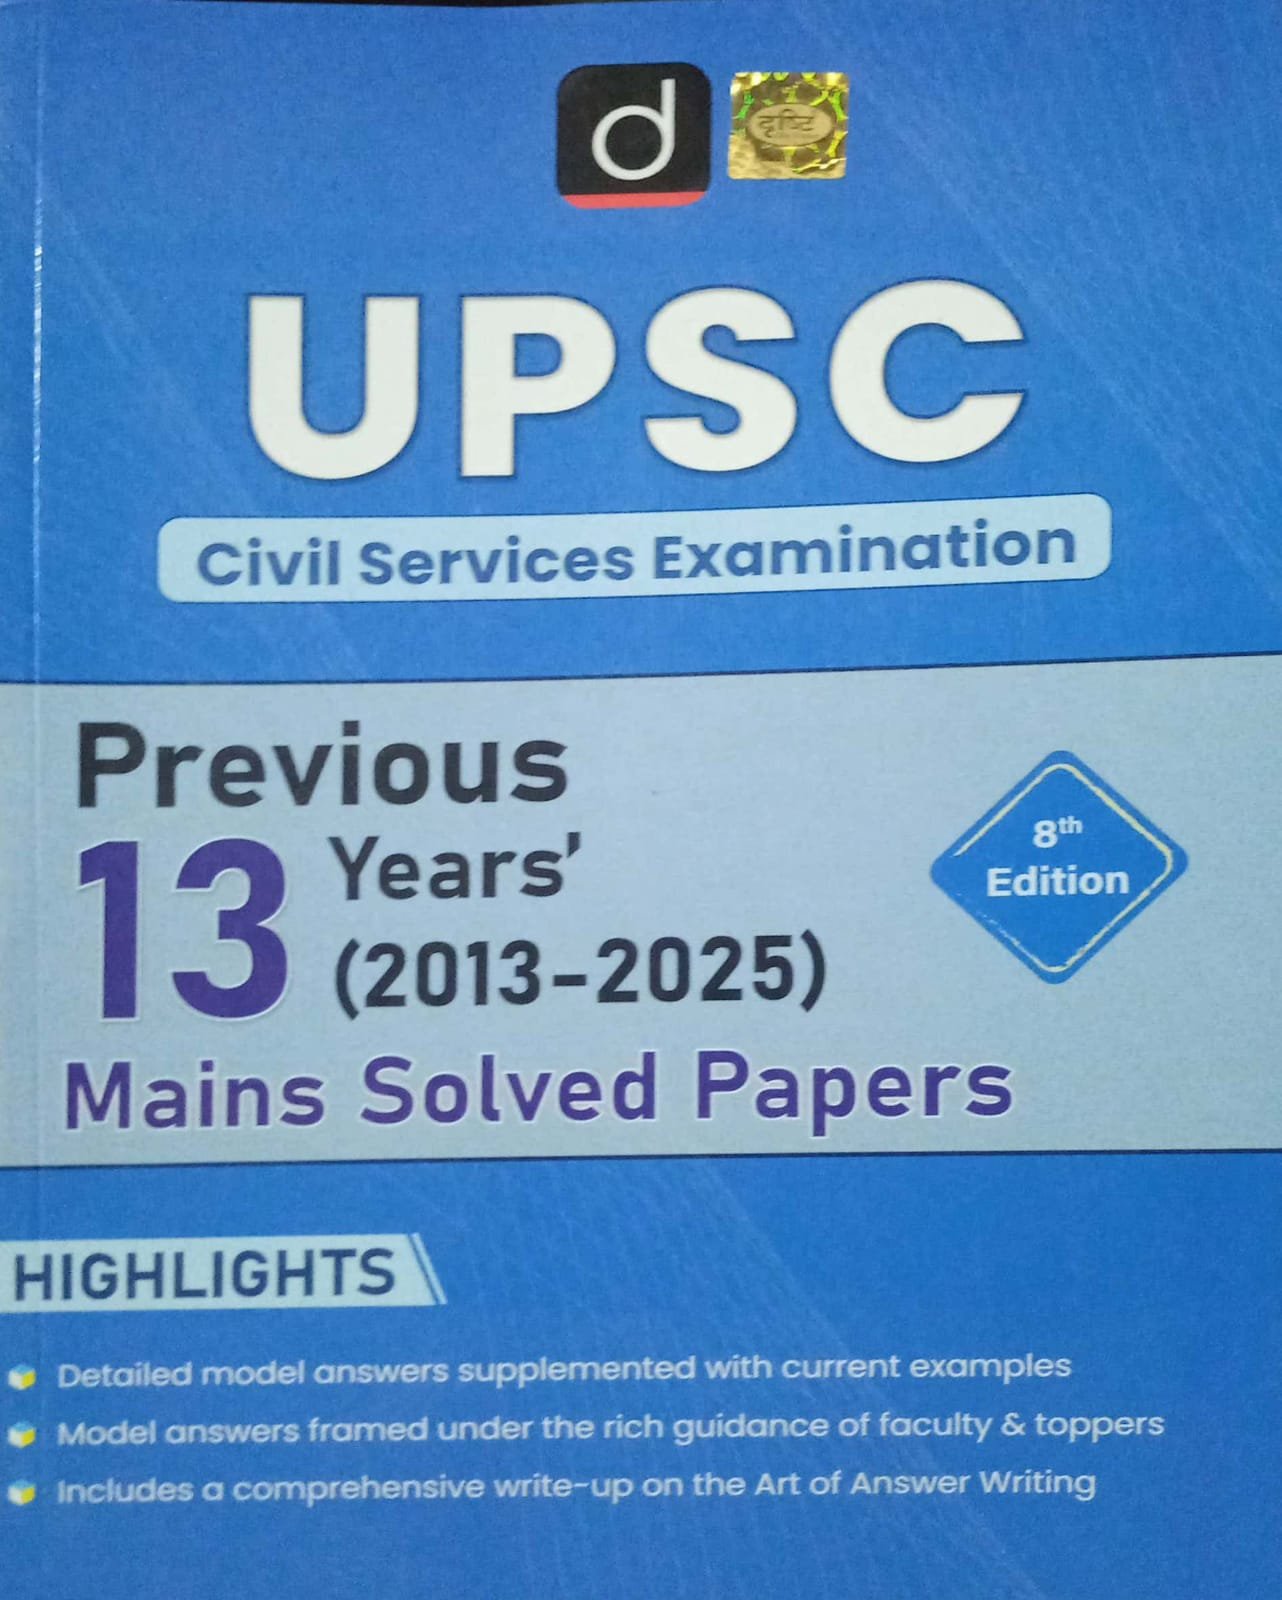 d
दृष्टि
UPSC
Civil Services Examination
Previous
13 Years'
(2013-2025)
Mains Solved Papers
8th
Edition
HIGHLIGHTS
Detailed model answers supplemented with current examples
Model answers framed under the rich guidance of faculty & toppers
Includes a comprehensive write-up on the Art of Answer Writing